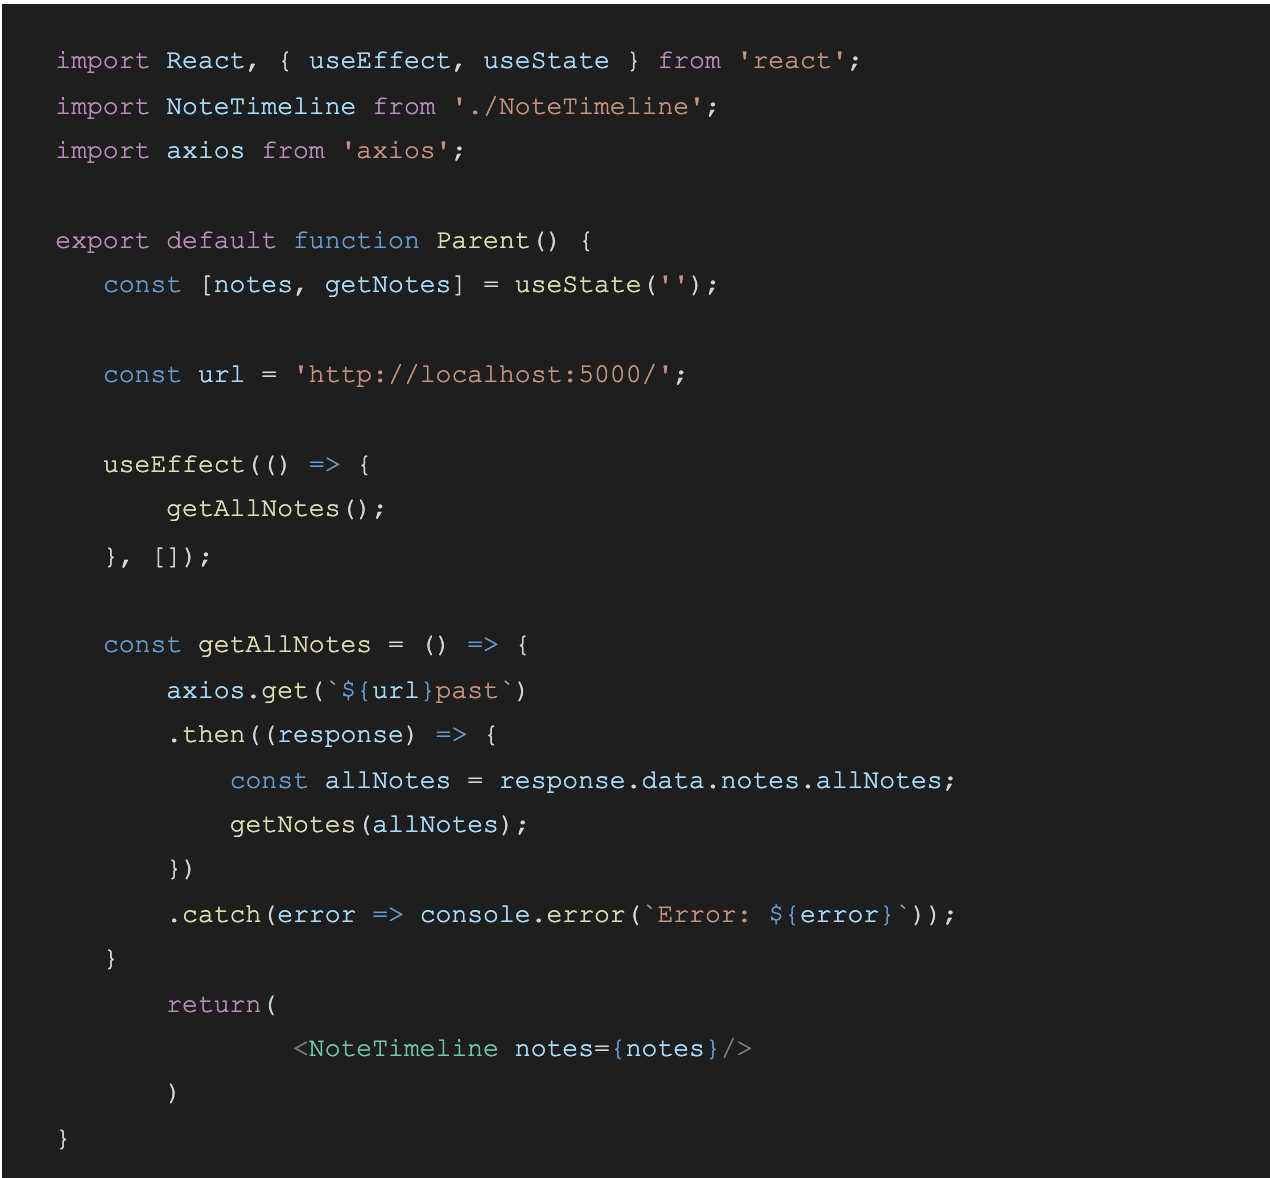 import React, { useEffect, useState } from 'react';
import NoteTimeline from './NoteTimeline';
import axios from 'axios';
export default function Parent() {
const [notes, getNotes] = useState('');
const url = 'http://localhost:5000/';
useEffect(() => {
getAllNotes();
}, []);
const getAllNotes = () => {
axios.get(`${url}past`)
.then((response) => {
const allNotes = response.data.notes.allNotes;
getNotes(allNotes);
})
.catch(error => console.error(`Error: ${error}`));
}
return(
<NoteTimeline notes={notes}/>
)
}